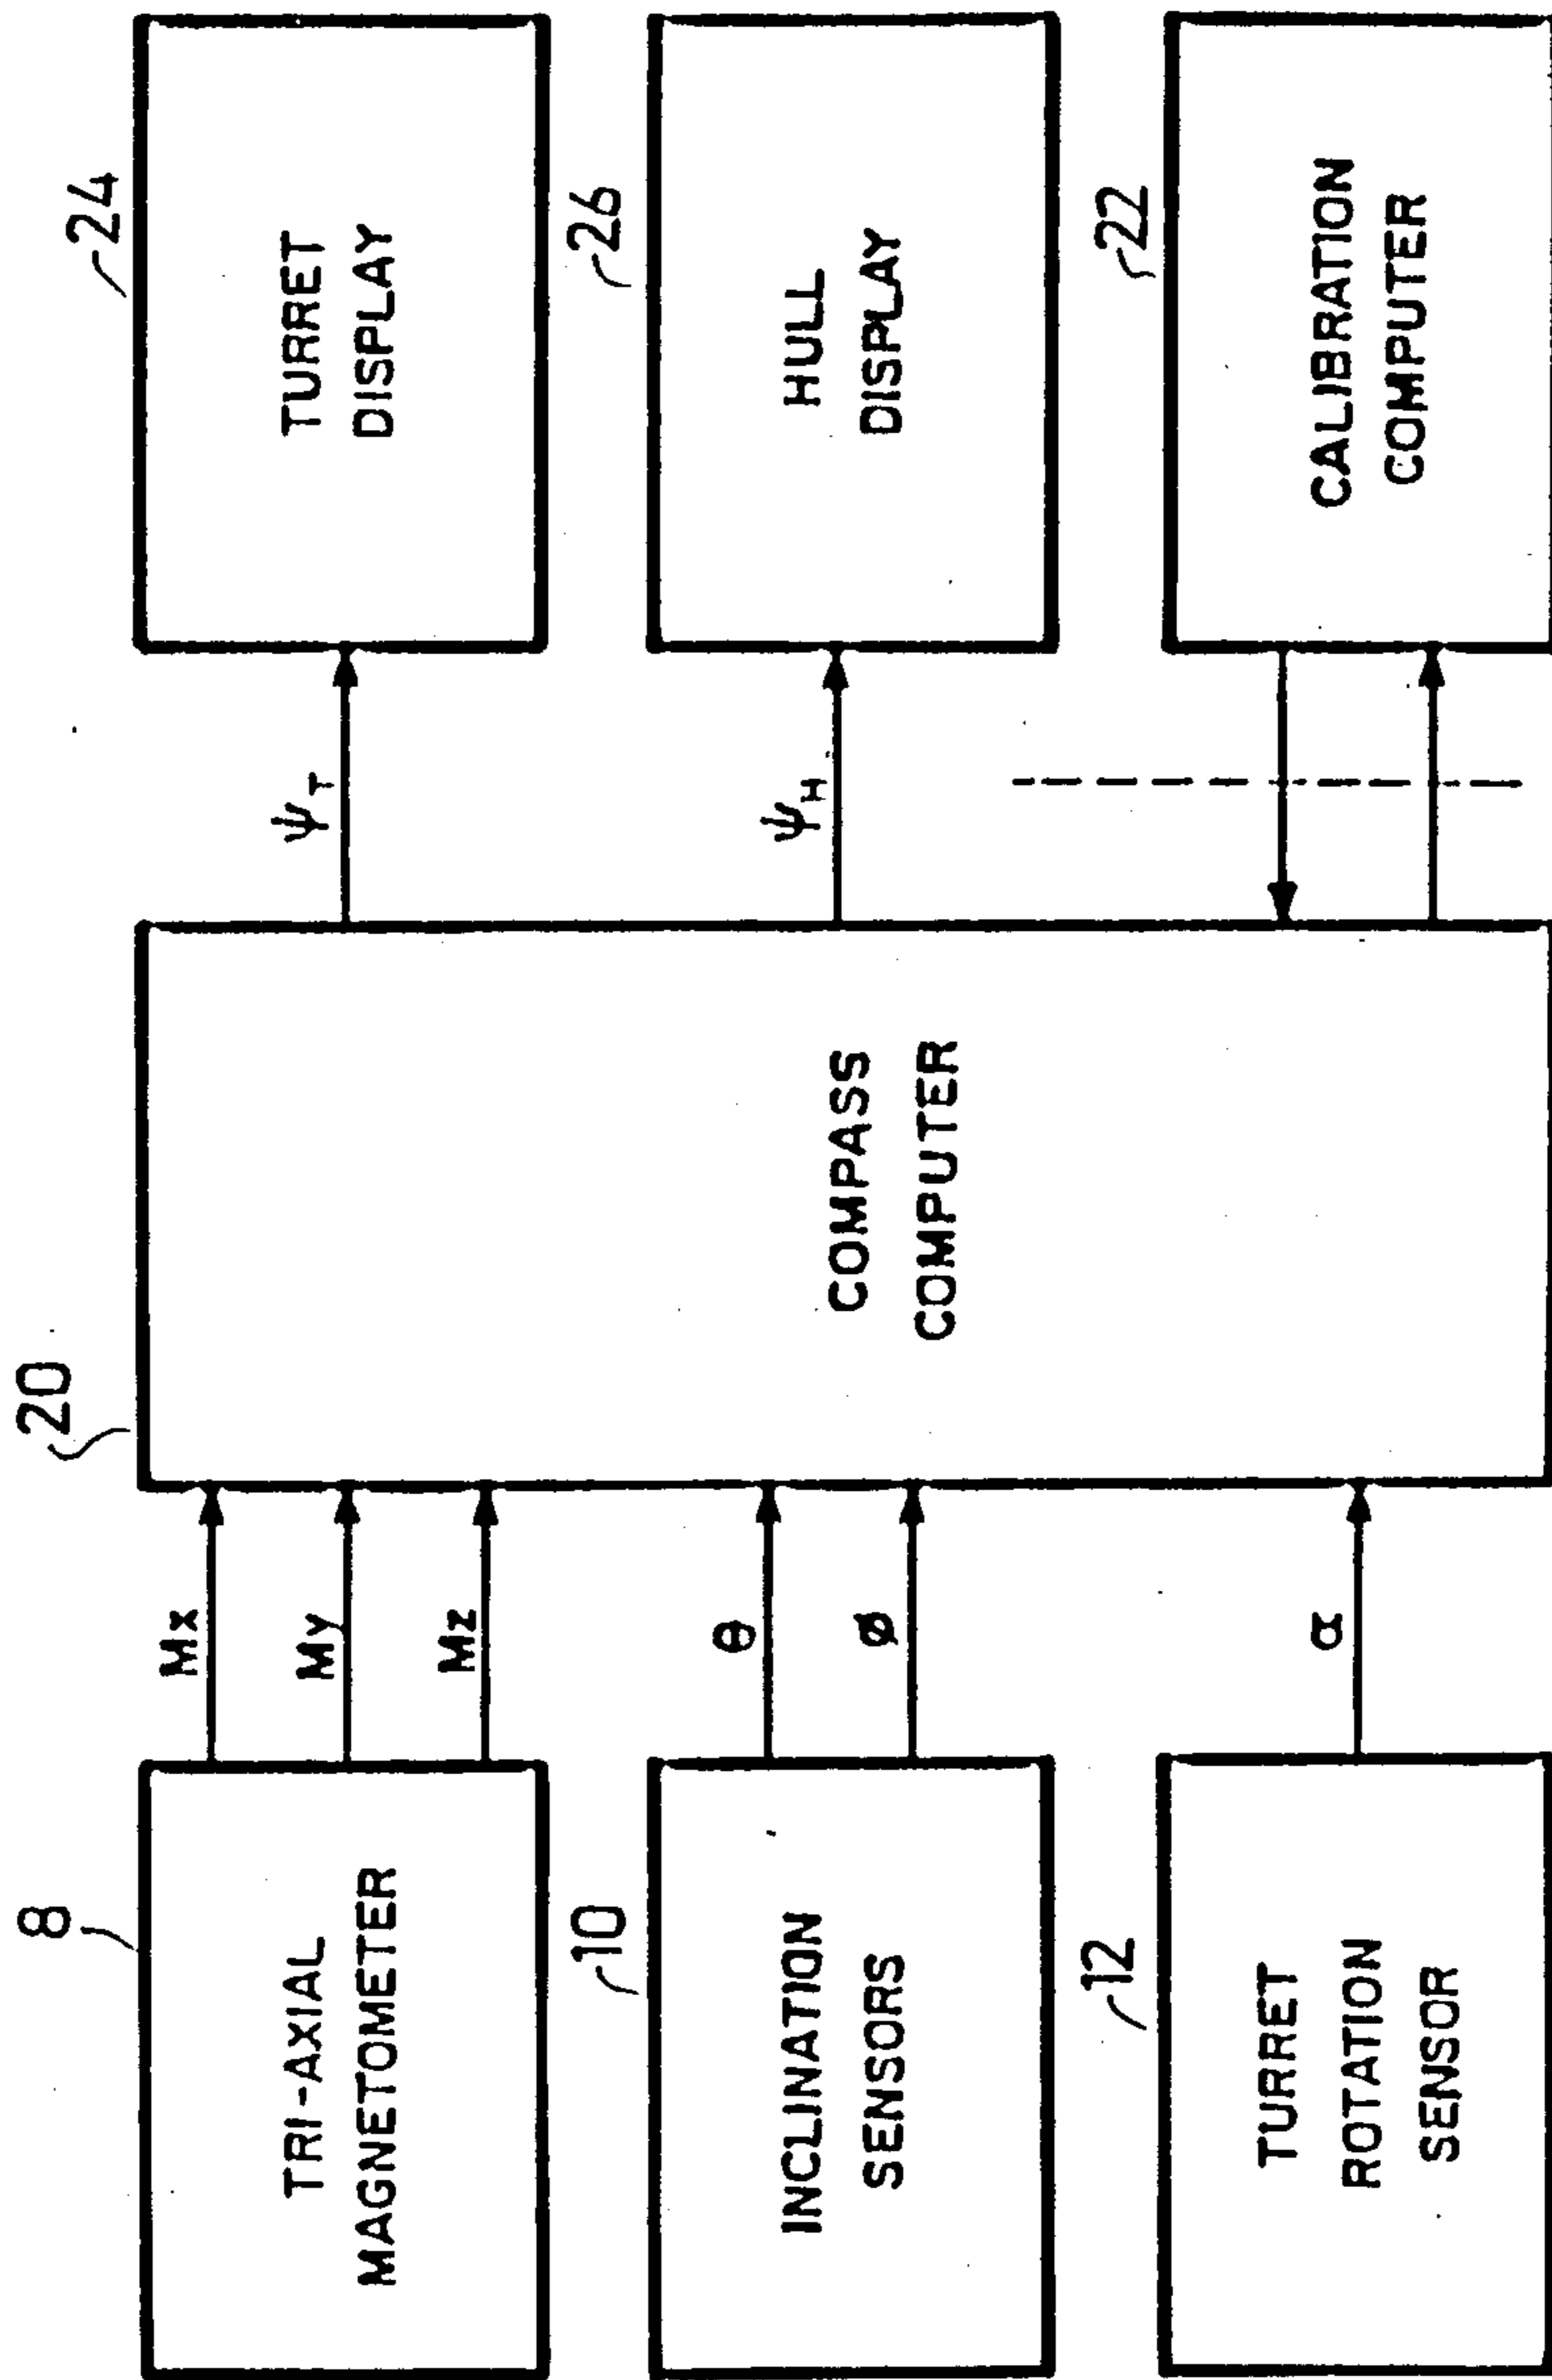 8
TRI-AXIAL
MAGNETOMETER
10
INCLINATION
SENSORS
12
TURRET
ROTATION
SENSOR
Mx
My
Mz
θ
ø
α
20
COMPASS
COMPUTER
ΨT
ΨH
24
TURRET
DISPLAY
26
HULL
DISPLAY
22
CALIBRATION
COMPUTER